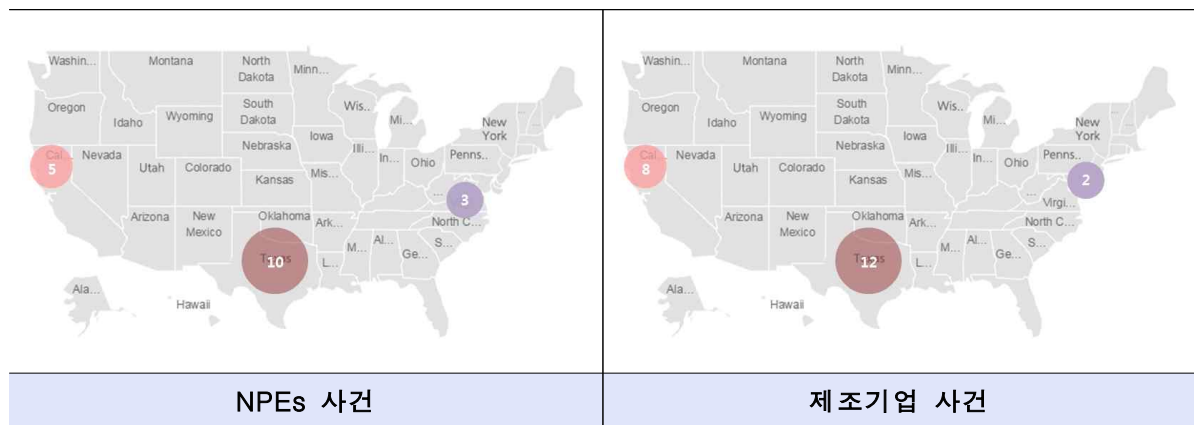 Washin...
Montana
North
Dakota
Minn...
Oregon
Idaho
Wyoming
South
Dakota
Wis..
Mi...
New
York
...
...
Cal...
5
Nevada
Utah
Colorado
Nebraska
Iowa
Illi...
In...
Ohio
Penns..
Kansas
Mis...
...
3
Arizona
New
Mexico
Oklahoma
Ark...
North C...
Texas
10
L...
M...
Al...
Ge...
S...
Ala...
Hawaii
NPEs 사건
Washin...
Montana
North
Dakota
Minn...
Oregon
Idaho
Wyoming
South
Dakota
Wis..
Mi...
New
York
...
...
Cal...
8
Nevada
Utah
Colorado
Nebraska
Iowa
Illi...
In...
Ohio
Penns..
2
Kansas
Mis...
...
Virgi...
Arizona
New
Mexico
Oklahoma
Ark...
North C...
Texas
12
L...
M...
Al...
Ge...
S...
Ala...
Hawaii
제조기업 사건